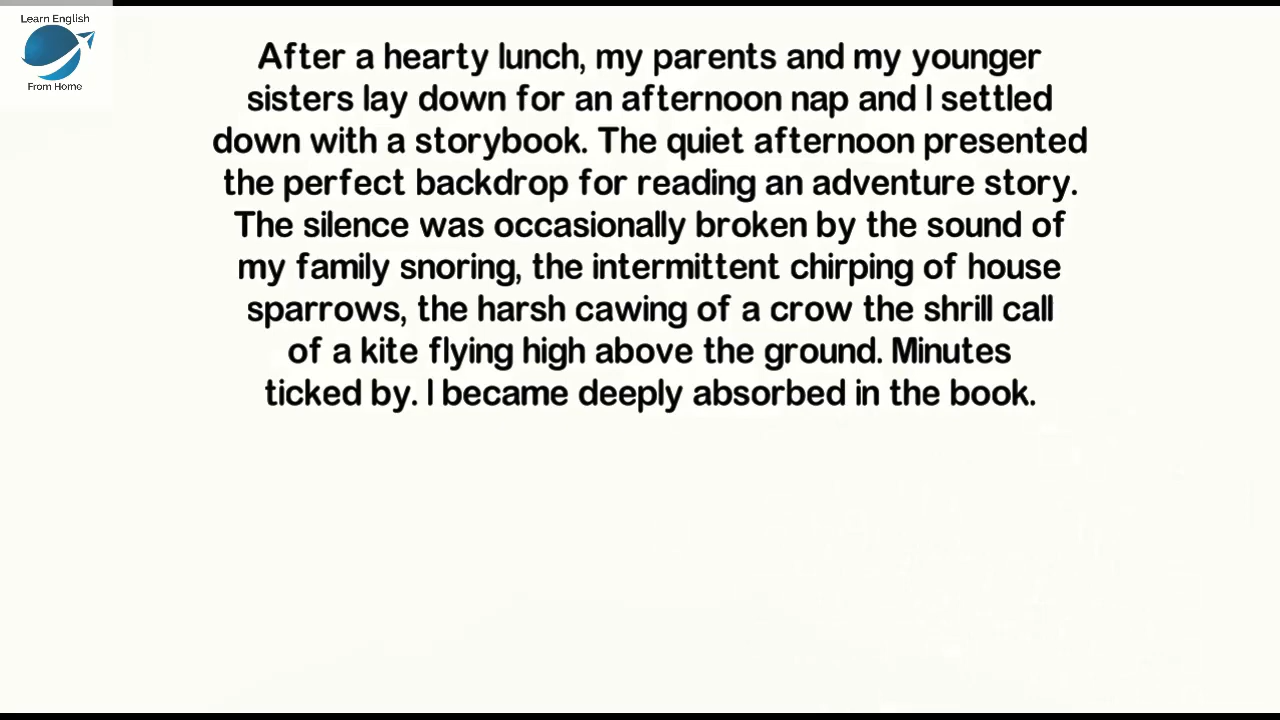 Learn English
From Home
After a hearty lunch, my parents and my younger
sisters lay down for an afternoon nap and I settled
down with a storybook. The quiet afternoon presented
the perfect backdrop for reading an adventure story.
The silence was occasionally broken by the sound of
my family snoring, the intermittent chirping of house
sparrows, the harsh cawing of a crow the shrill call
of a kite flying high above the ground. Minutes
ticked by. I became deeply absorbed in the book.